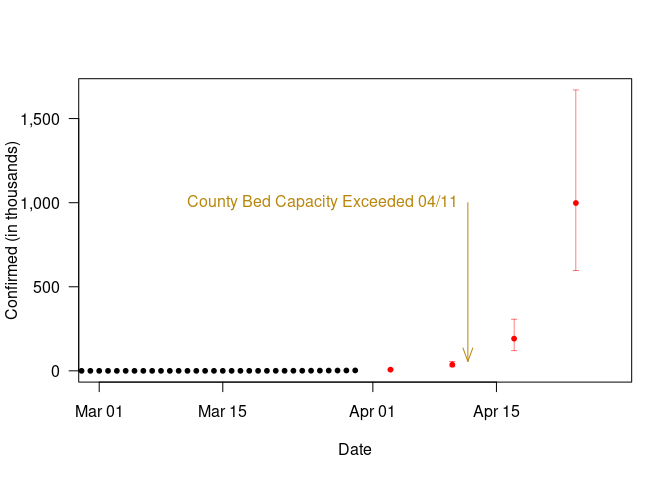 1,500
Confirmed (in thousands)
County Bed Capacity Exceeded 04/11
1,000
500
0
Mar 01 Mar 15 Apr 01 Apr 15
Date